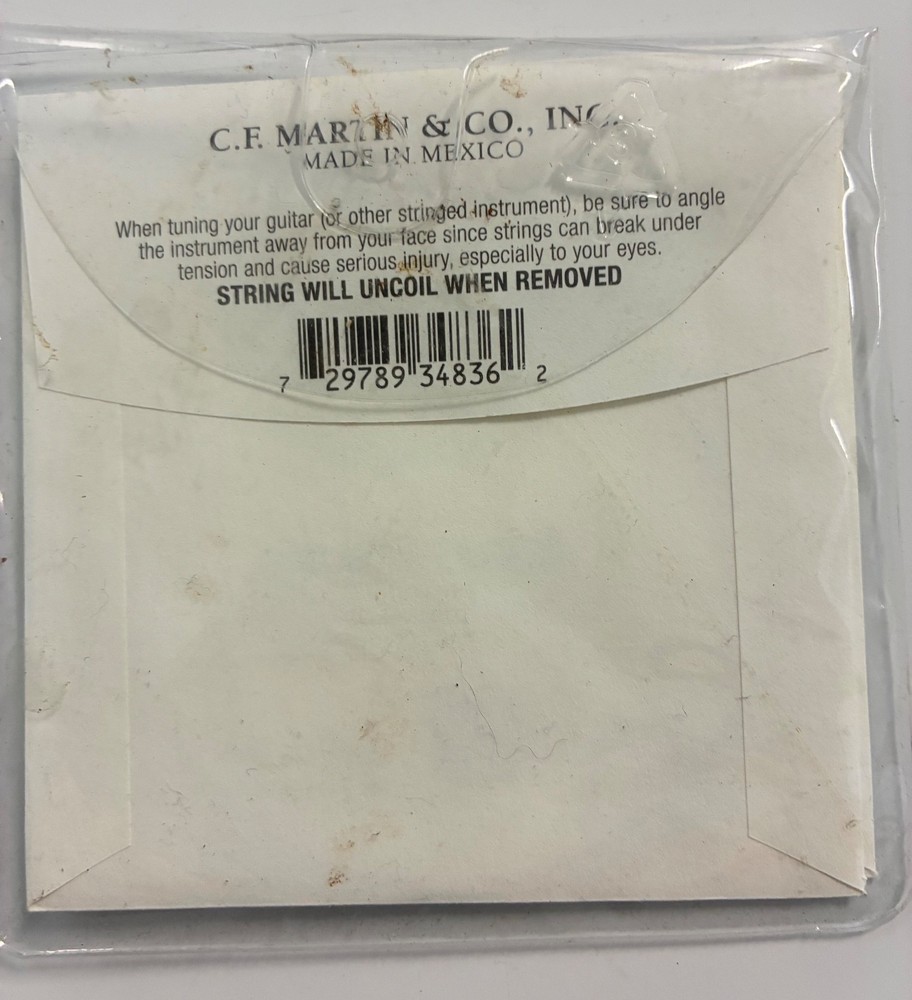 C.F. MARTIN & CO., INC.
MADE IN MEXICO
When tuning your guitar (or other stringed instrument), be sure to angle
the instrument away from your face since strings can break under
tension and cause serious injury, especially to your eyes.
STRING WILL UNCOIL WHEN REMOVED
7 29789 34836 2